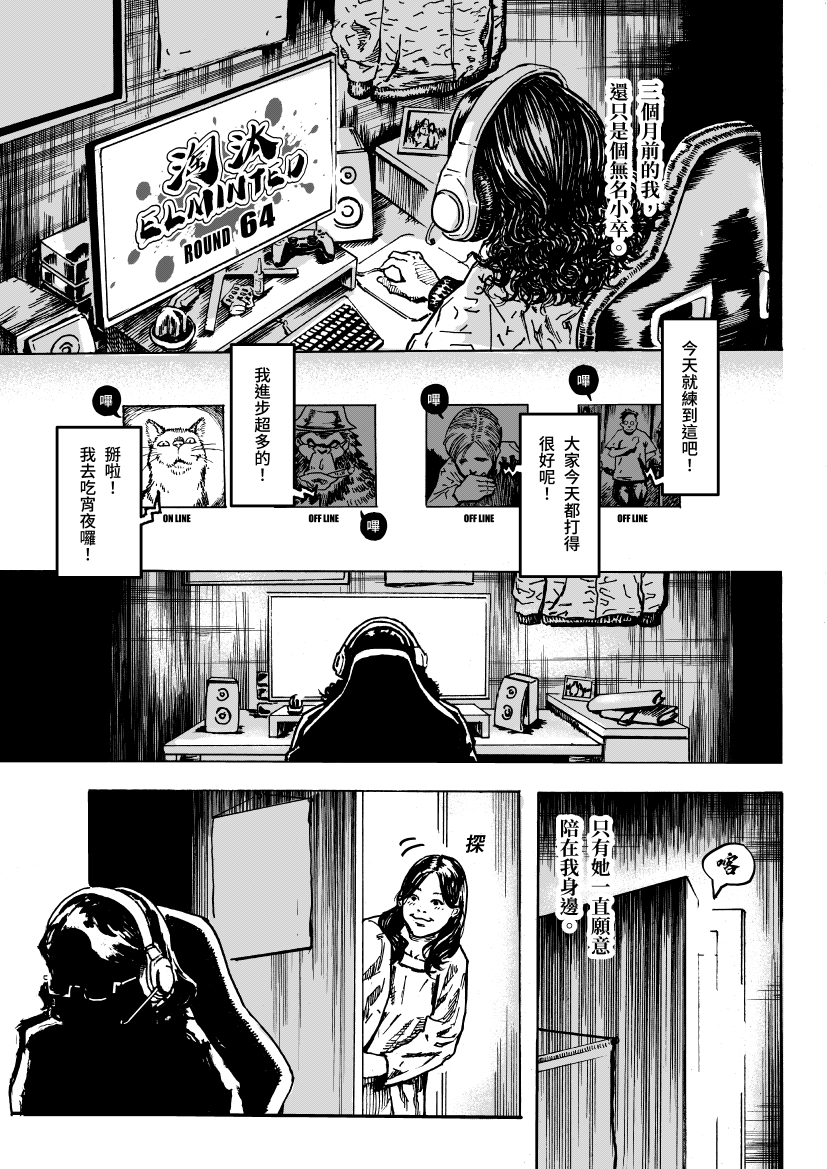 三個月前的我，
還只是個無名小卒。
淘汰
ELMINTED
ROUND 64
今天就練到這吧！
嗶
OFF LINE
大家今天都打得
很好呢！
嗶
OFF LINE
我進步超多的！
嗶
OFF LINE
掰啦！
我去吃宵夜囉！
嗶
ON LINE
喀
只有她一直願意
陪在我身邊。
探